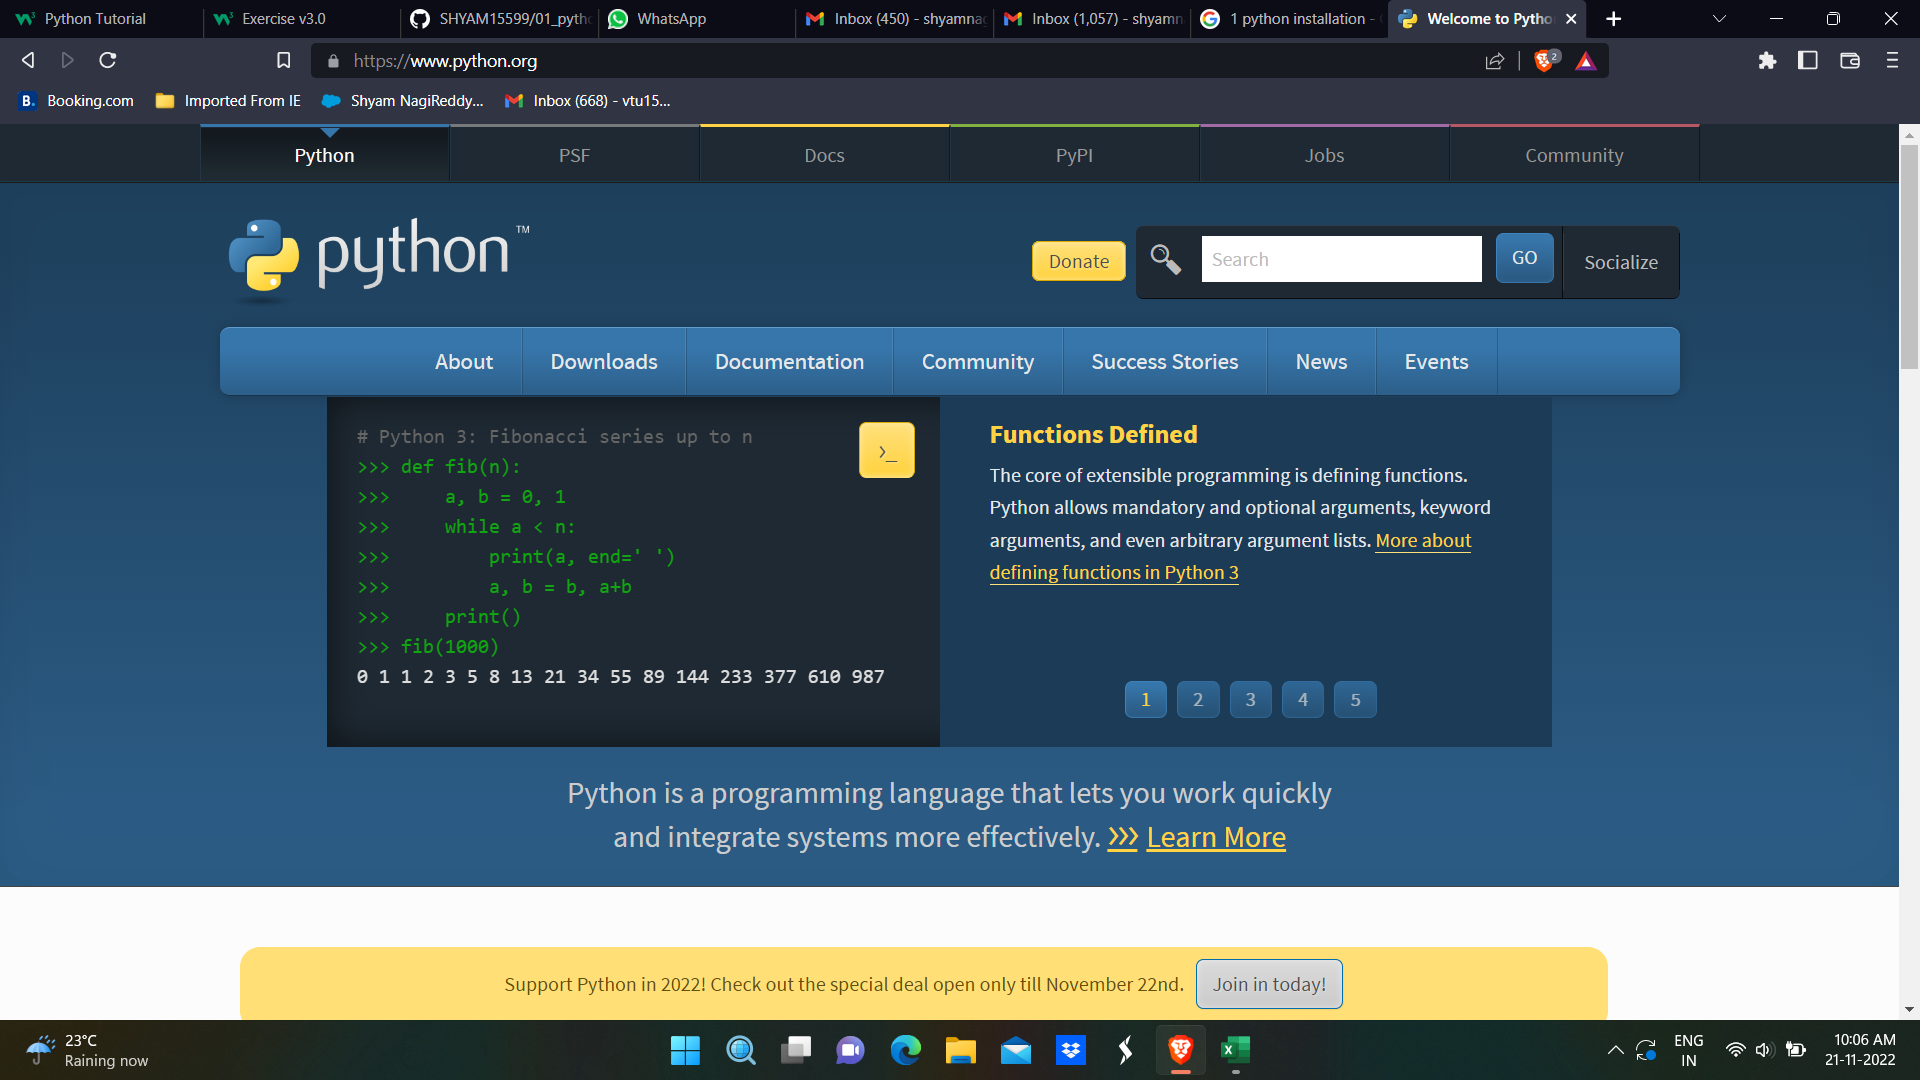 Python Tutorial
Exercise v3.0
SHYAM15599/01_pytho
WhatsApp
Inbox (450) - shyamnag
Inbox (1,057) - shyamn
1 python installation -
Welcome to Pytho
https://www.python.org
2
B. Booking.com
Imported From IE
Shyam NagiReddy...
Inbox (668) - vtu15...
Python
PSF
Docs
PyPI
Jobs
Community
python™
Donate
Search
GO
Socialize
About
Downloads
Documentation
Community
Success Stories
News
Events
# Python 3: Fibonacci series up to n
>>> def fib(n):
>>>     a, b = 0, 1
>>>     while a < n:
>>>         print(a, end=' ')
>>>         a, b = b, a+b
>>>     print()
>>> fib(1000)
0 1 1 2 3 5 8 13 21 34 55 89 144 233 377 610 987
>_
Functions Defined
The core of extensible programming is defining functions.
Python allows mandatory and optional arguments, keyword
arguments, and even arbitrary argument lists. More about
defining functions in Python 3
1 2 3 4 5
Python is a programming language that lets you work quickly
and integrate systems more effectively. >>> Learn More
Support Python in 2022! Check out the special deal open only till November 22nd.
Join in today!
23°C
Raining now
ENG
IN
10:06 AM
21-11-2022